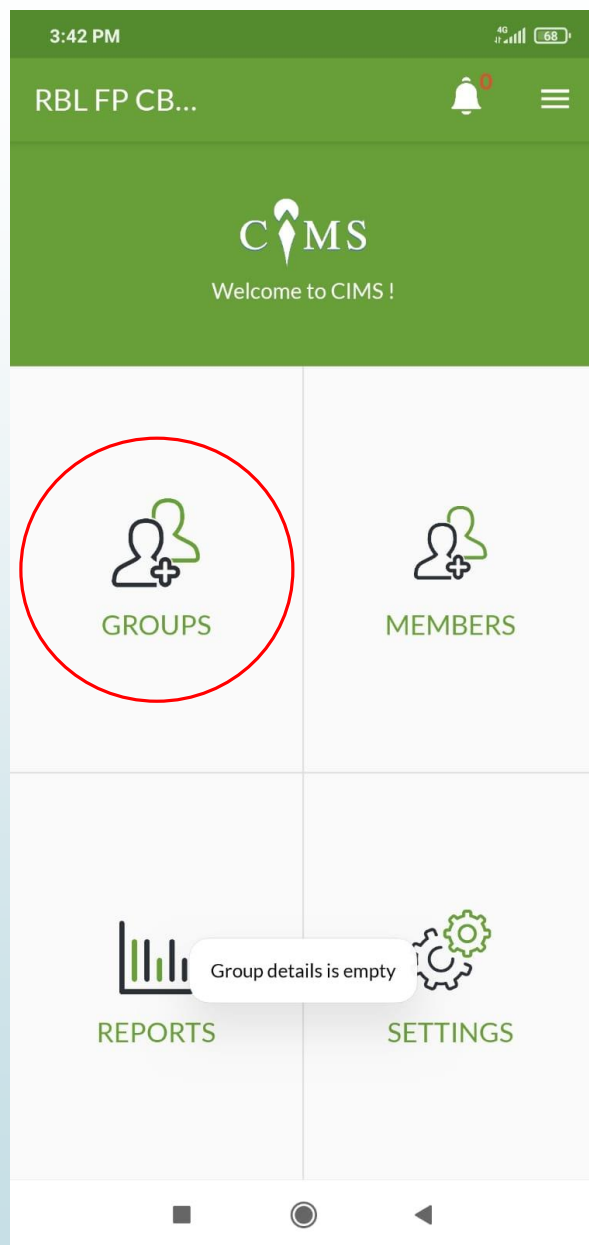 3:42 PM 4G 68
RBL FP CB... 0
CIMS
Welcome to CIMS !
GROUPS MEMBERS
Group details is empty
REPORTS SETTINGS